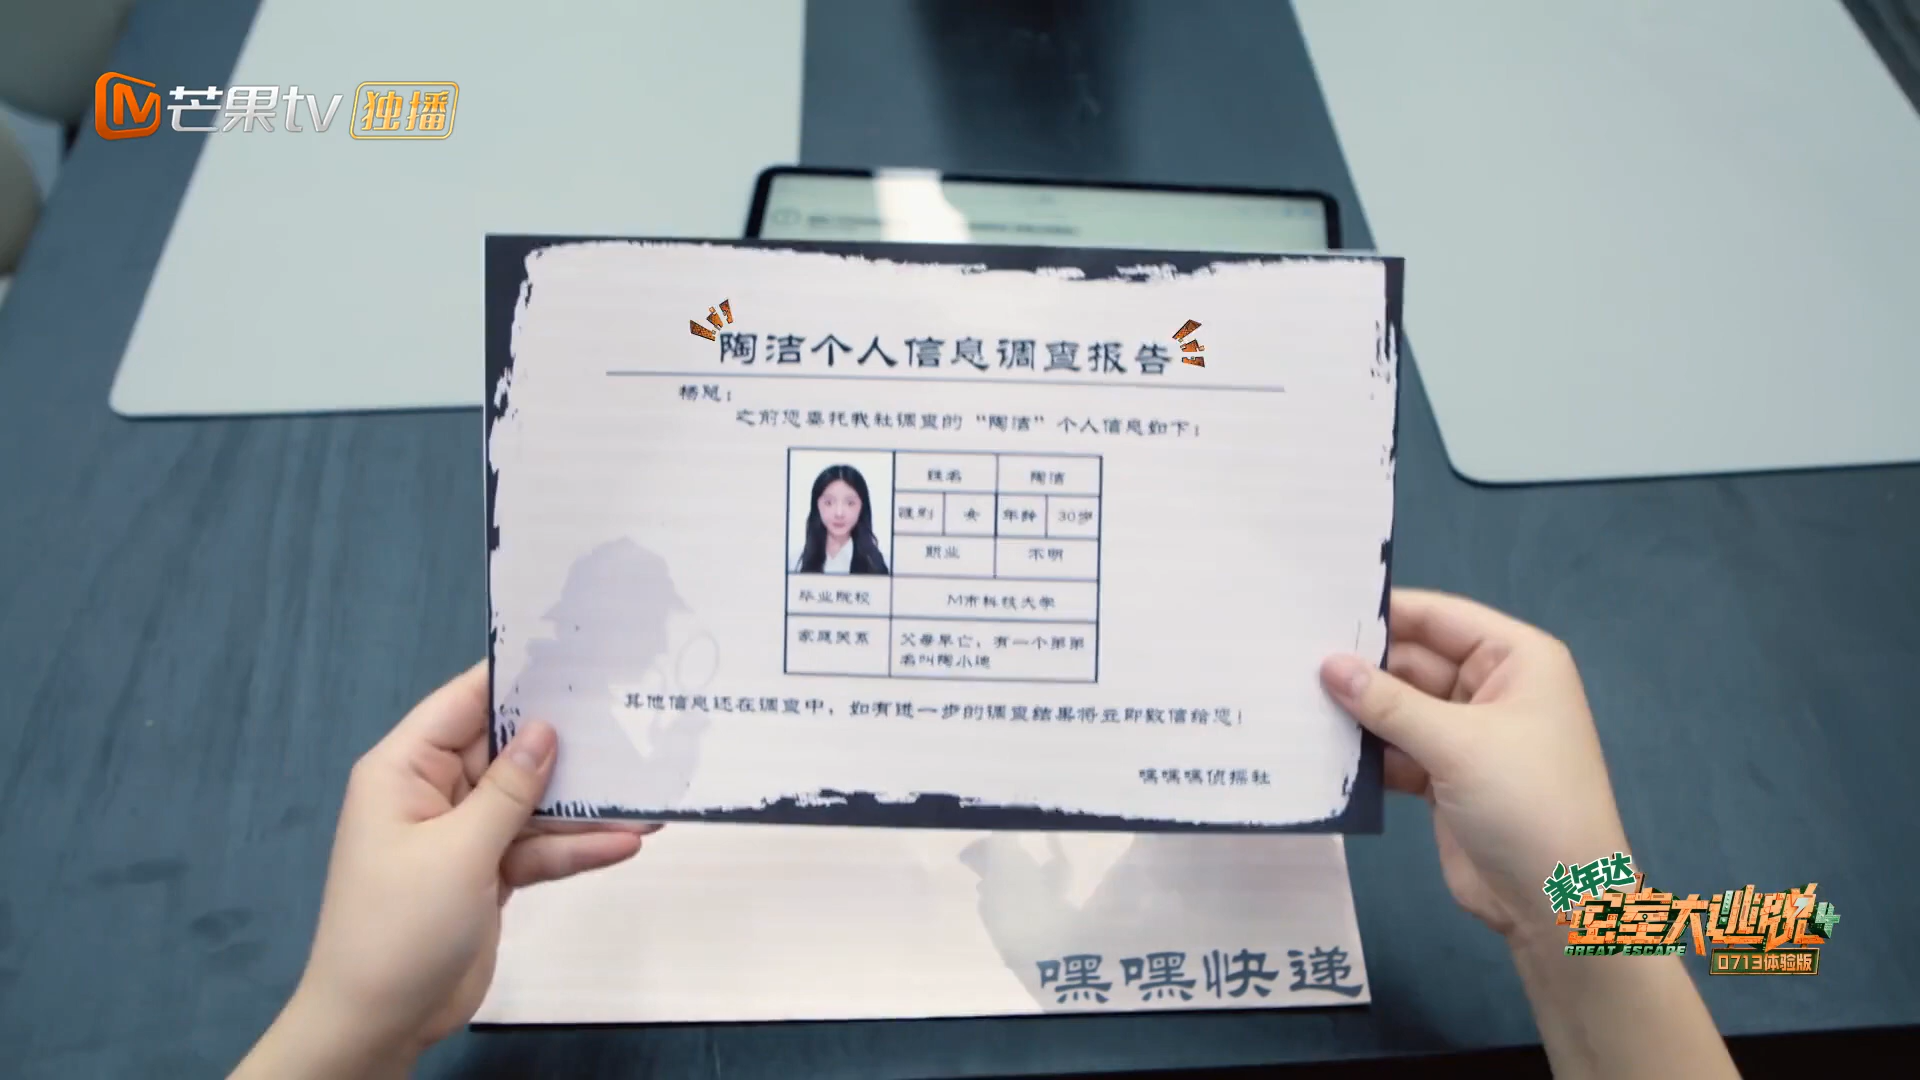 芒果tv 独播
陶洁个人信息调查报告
杨总：
之前您委托我社调查的“陶洁”个人信息如下：
姓名 陶洁
性别 女 年龄 30岁
职业 不明
毕业院校 M市科技大学
家庭关系 父母早亡，有一个弟弟
名叫陶小沩
其他信息还在调查中，如有进一步的调查结果将立即致信给您！
嘿嘿嘿侦探社
嘿嘿快递
美年达
密室大逃脱4
GREAT ESCAPE
0713体验版